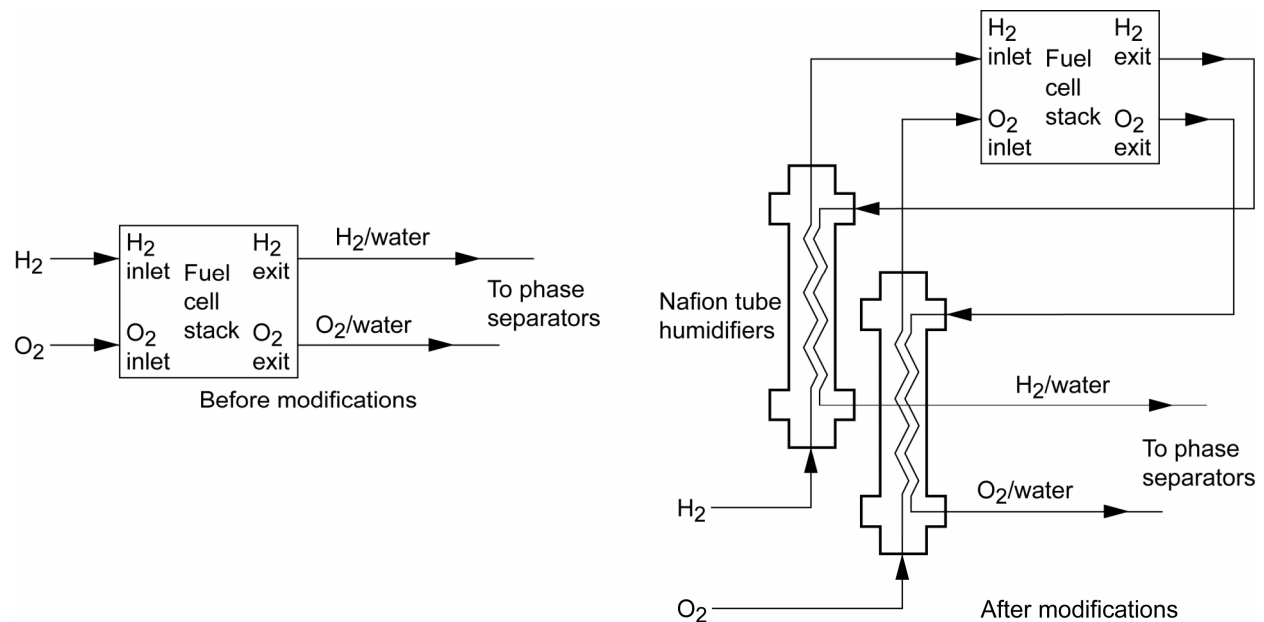 H2
O2
H2
inlet
H2
exit
Fuel
cell
stack
O2
inlet
O2
exit
H2/water
O2/water
To phase
separators
Before modifications
H2
inlet
H2
exit
Fuel
cell
stack
O2
inlet
O2
exit
Nafion tube
humidifiers
H2/water
To phase
separators
O2/water
H2
O2
After modifications